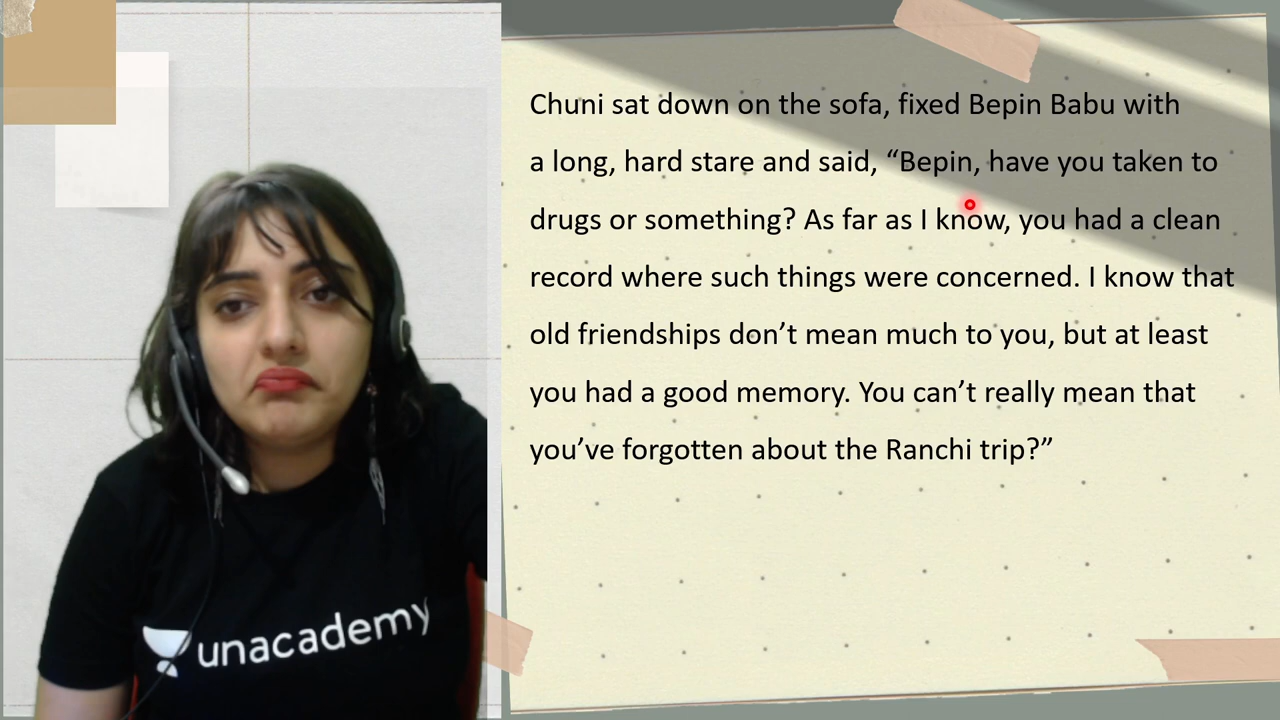 Chuni sat down on the sofa, fixed Bepin Babu with
a long, hard stare and said, “Bepin, have you taken to
drugs or something? As far as I know, you had a clean
record where such things were concerned. I know that
old friendships don’t mean much to you, but at least
you had a good memory. You can’t really mean that
you’ve forgotten about the Ranchi trip?”
unacademy